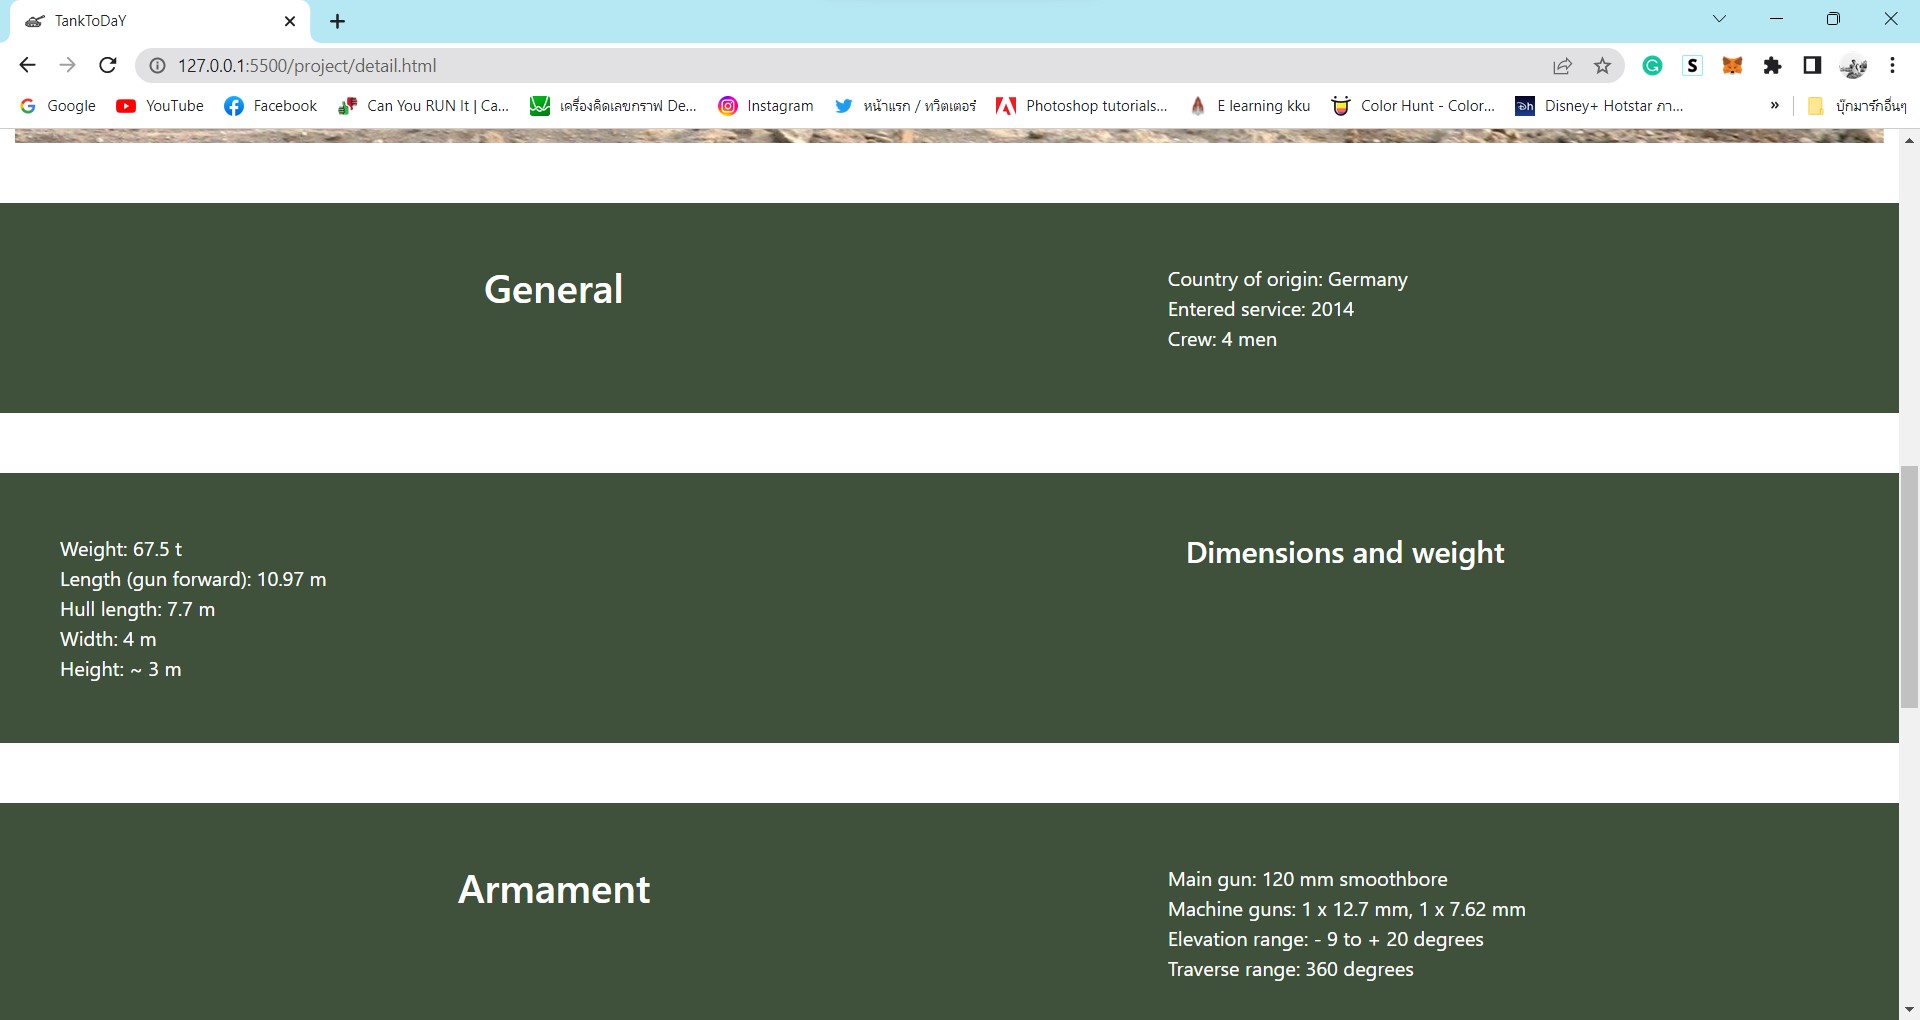 TankToDaY
127.0.0.1:5500/project/detail.html
Google YouTube Facebook Can You RUN It | Ca... เครื่องคิดเลขกราฟ De... Instagram หน้าแรก / ทวิตเตอร์ Photoshop tutorials... E learning kku Color Hunt - Color... Disney+ Hotstar ภา... » บุ๊กมาร์กอื่นๆ
General
Country of origin: Germany
Entered service: 2014
Crew: 4 men
Weight: 67.5 t
Length (gun forward): 10.97 m
Hull length: 7.7 m
Width: 4 m
Height: ~ 3 m
Dimensions and weight
Armament
Main gun: 120 mm smoothbore
Machine guns: 1 x 12.7 mm, 1 x 7.62 mm
Elevation range: - 9 to + 20 degrees
Traverse range: 360 degrees